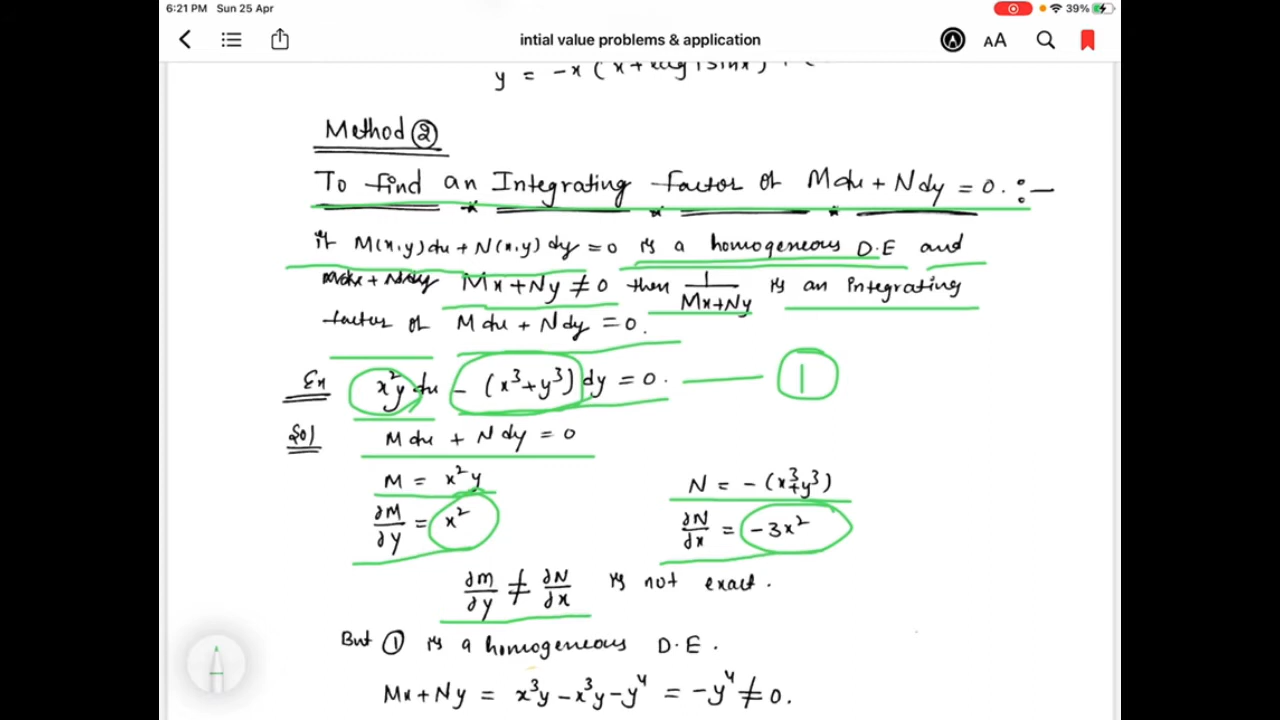 6:21 PM Sun 25 Apr 39%
intial value problems & application
AA
y = -x (
Method ②
To find an Integrating factor of Mdx + Ndy = 0. :-
if M(x,y)dx + N(x,y) dy = 0 is a homogeneous D.E and
Mx+Ny ≠ 0 then 1/(Mx+Ny) is an integrating
factor of Mdx + Ndy = 0.
Ex x²y dx - (x³+y³) dy = 0. —— 1
Sol Mdx + Ndy = 0
M = x²y N = - (x³+y³)
∂M/∂y = x² ∂N/∂x = -3x²
∂M/∂y ≠ ∂N/∂x is not exact.
But ① is a homogeneous D.E.
Mx+Ny = x³y - x³y - y⁴ = -y⁴ ≠ 0.